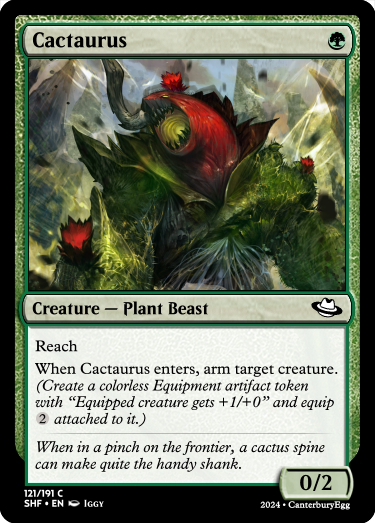 Cactaurus
Creature — Plant Beast
Reach
When Cactaurus enters, arm target creature.
(Create a colorless Equipment artifact token
with “Equipped creature gets +1/+0” and equip
2 attached to it.)
When in a pinch on the frontier, a cactus spine
can make quite the handy shank.
0/2
121/191 C
SHF • EN Iggy
2024 • CanterburyEgg